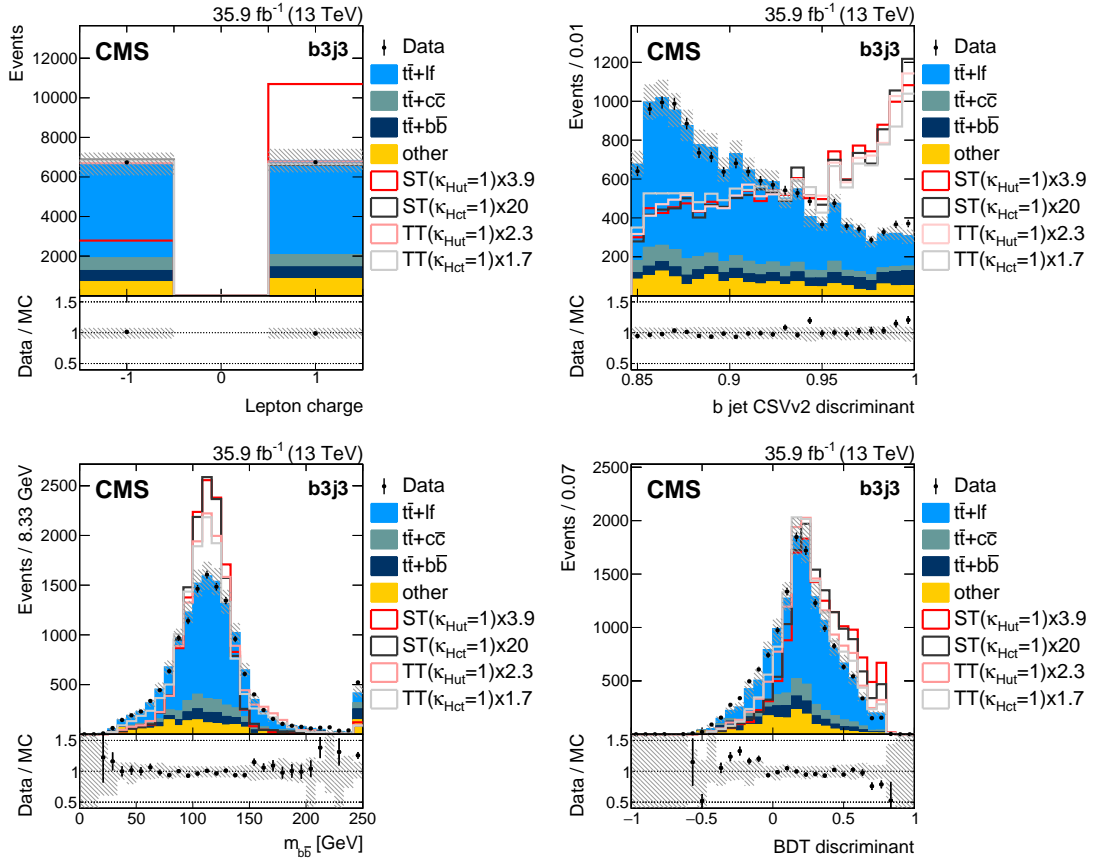 35.9 fb⁻¹ (13 TeV)
CMS
b3j3
Events
12000
10000
8000
6000
4000
2000
Data
tt̄+lf
tt̄+cc̄
tt̄+bb̄
other
ST(κHut=1)x3.9
ST(κHct=1)x20
TT(κHut=1)x2.3
TT(κHct=1)x1.7
Data / MC
1.5
1
0.5
-1 0 1
Lepton charge
35.9 fb⁻¹ (13 TeV)
CMS
b3j3
Events / 0.01
1200
1000
800
600
400
200
Data
tt̄+lf
tt̄+cc̄
tt̄+bb̄
other
ST(κHut=1)x3.9
ST(κHct=1)x20
TT(κHut=1)x2.3
TT(κHct=1)x1.7
Data / MC
1.5
1
0.5
0.85 0.9 0.95 1
b jet CSVv2 discriminant
35.9 fb⁻¹ (13 TeV)
CMS
b3j3
Events / 8.33 GeV
2500
2000
1500
1000
500
Data
tt̄+lf
tt̄+cc̄
tt̄+bb̄
other
ST(κHut=1)x3.9
ST(κHct=1)x20
TT(κHut=1)x2.3
TT(κHct=1)x1.7
Data / MC
1.5
1
0.5
0 50 100 150 200 250
mbb̄ [GeV]
35.9 fb⁻¹ (13 TeV)
CMS
b3j3
Events / 0.07
2500
2000
1500
1000
500
Data
tt̄+lf
tt̄+cc̄
tt̄+bb̄
other
ST(κHut=1)x3.9
ST(κHct=1)x20
TT(κHut=1)x2.3
TT(κHct=1)x1.7
Data / MC
1.5
1
0.5
−1 −0.5 0 0.5 1
BDT discriminant